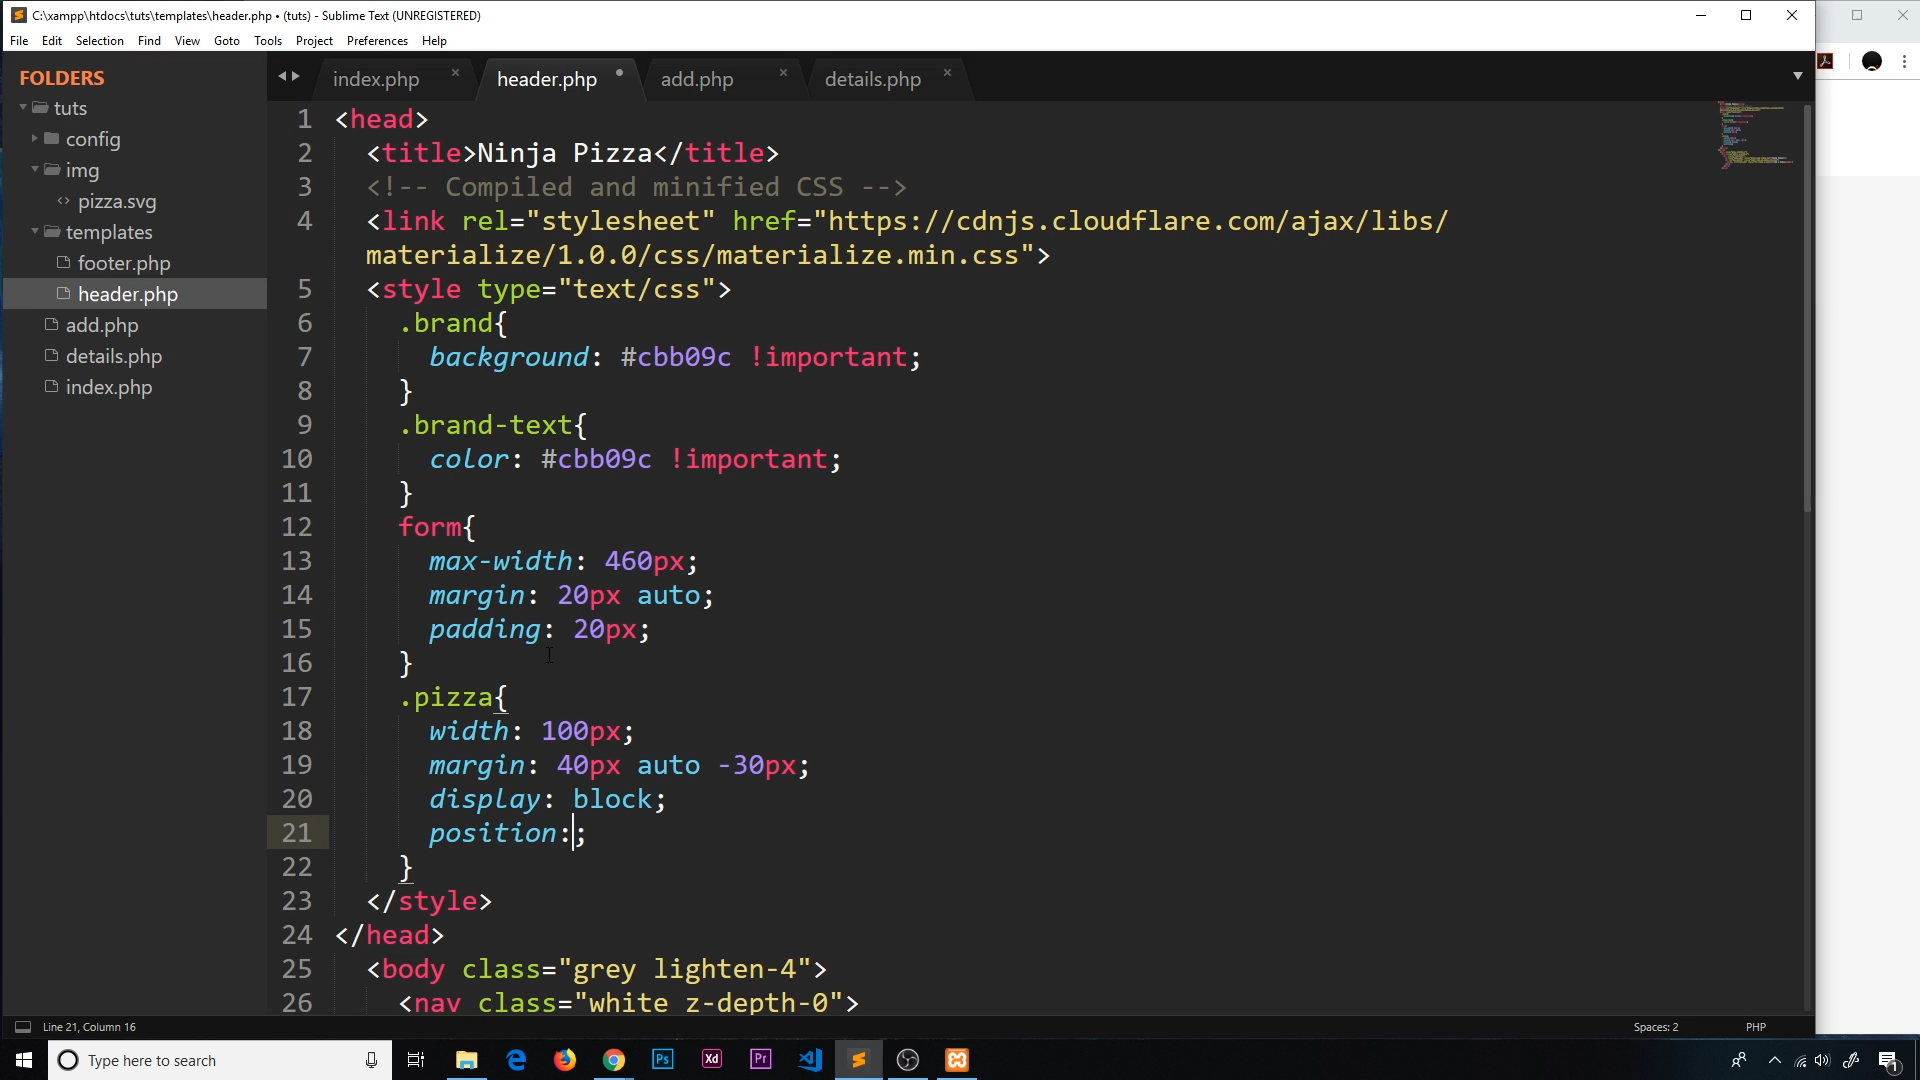 C:\xampp\htdocs\tuts\templates\header.php • (tuts) - Sublime Text (UNREGISTERED)
File Edit Selection Find View Goto Tools Project Preferences Help
FOLDERS
tuts
config
img
pizza.svg
templates
footer.php
header.php
add.php
details.php
index.php
index.php header.php add.php details.php
1 <head>
2 <title>Ninja Pizza</title>
3 <!-- Compiled and minified CSS -->
4 <link rel="stylesheet" href="https://cdnjs.cloudflare.com/ajax/libs/
materialize/1.0.0/css/materialize.min.css">
5 <style type="text/css">
6 .brand{
7 background: #cbb09c !important;
8 }
9 .brand-text{
10 color: #cbb09c !important;
11 }
12 form{
13 max-width: 460px;
14 margin: 20px auto;
15 padding: 20px;
16 }
17 .pizza{
18 width: 100px;
19 margin: 40px auto -30px;
20 display: block;
21 position:;
22 }
23 </style>
24 </head>
25 <body class="grey lighten-4">
26 <nav class="white z-depth-0">
Line 21, Column 16 Spaces: 2 PHP
Type here to search Ps Xd Pr 1